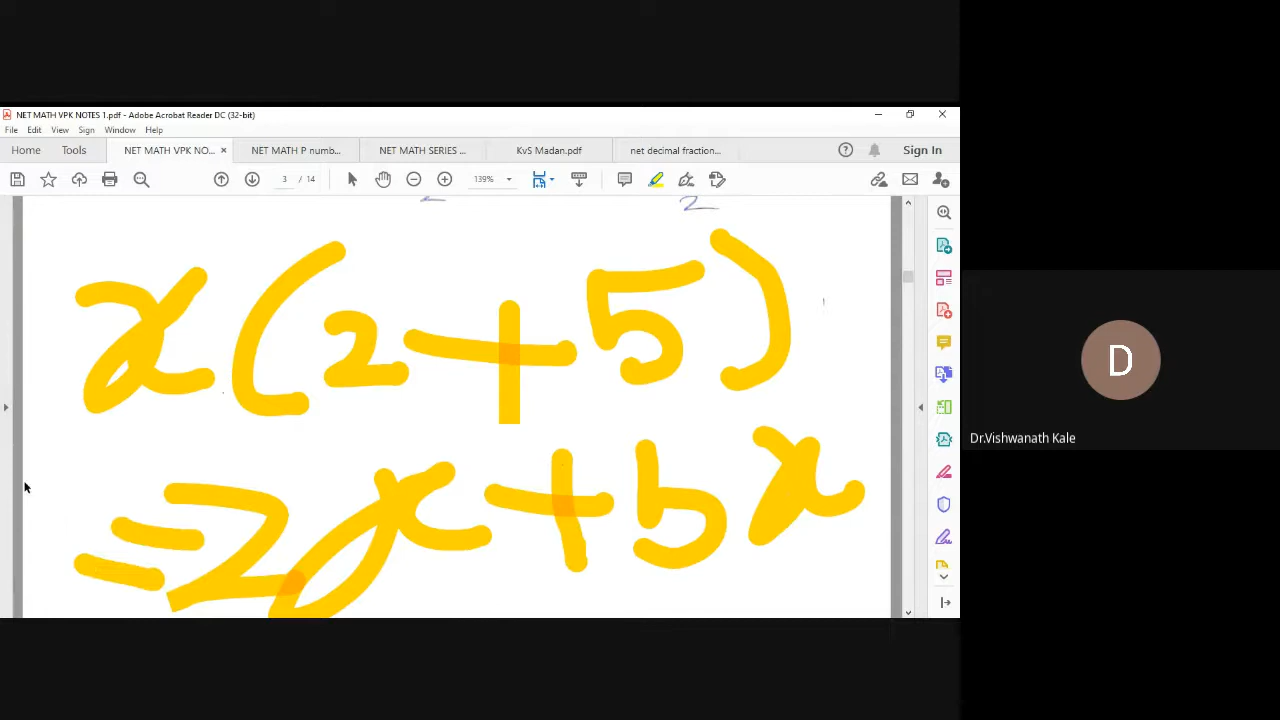 NET MATH VPK NOTES 1.pdf - Adobe Acrobat Reader DC (32-bit)
File Edit View Sign Window Help
Home Tools NET MATH VPK NO... × NET MATH P numb... NET MATH SERIES ... KvS Madan.pdf net decimal fraction... Sign In
3 / 14 139%
2 2
x(2+5)
=2x+5x
D
Dr.Vishwanath Kale